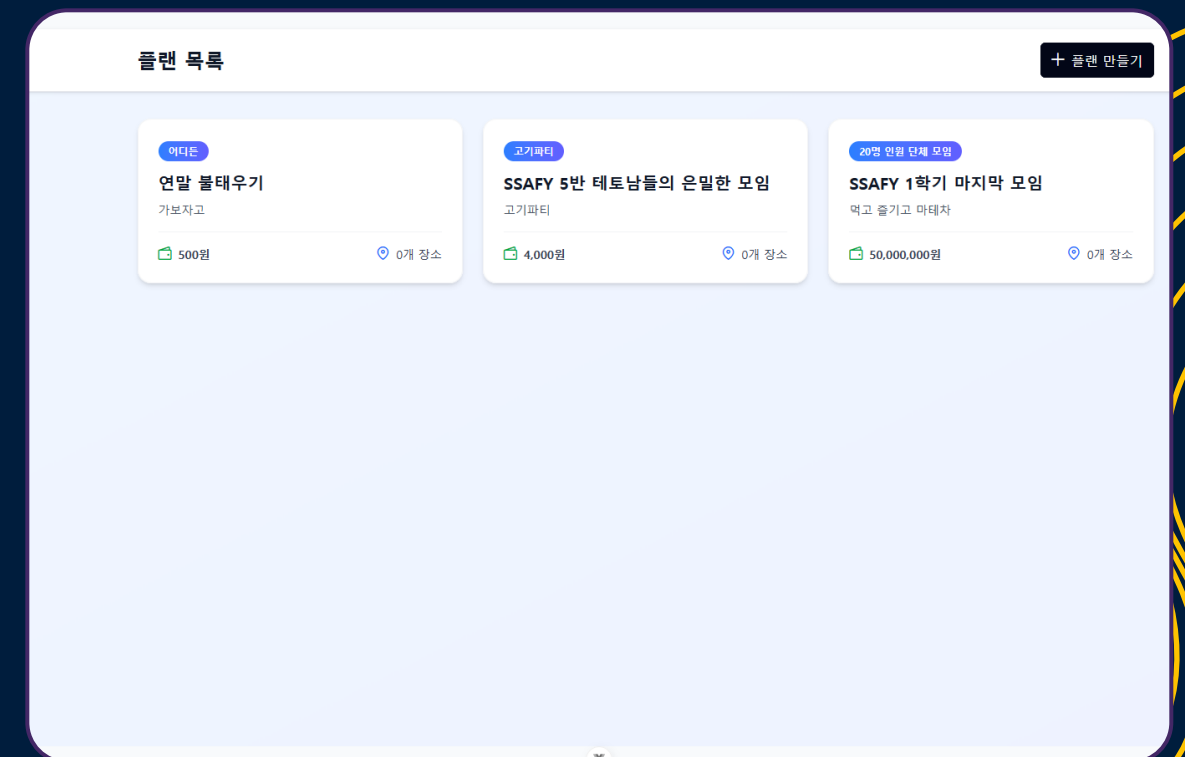 플랜 목록
플랜 만들기
어디든
연말 불태우기
가보자고
500원
0개 장소
고기파티
SSAFY 5반 테토남들의 은밀한 모임
고기파티
4,000원
0개 장소
20명 인원 단체 모임
SSAFY 1학기 마지막 모임
먹고 즐기고 마테차
50,000,000원
0개 장소